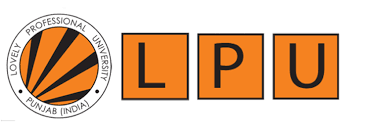 LOVELY PROFESSIONAL UNIVERSITY
• PUNJAB (INDIA) •
L P U